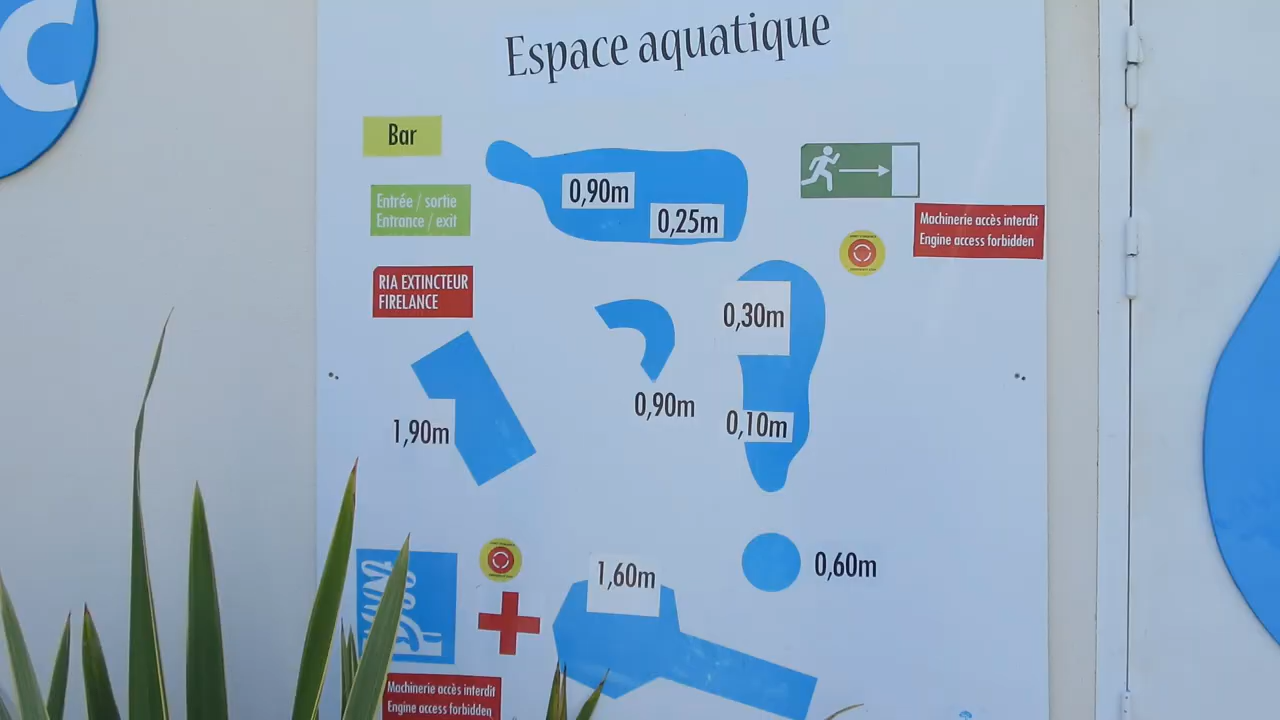 C
Espace aquatique
Bar
Entrée / sortie
Entrance / exit
RIA EXTINCTEUR
FIRELANCE
0,90m
0,25m
Machinerie accès interdit
Engine access forbidden
0,30m
0,90m
0,10m
1,90m
0,60m
1,60m
Machinerie accès interdit
Engine access forbidden